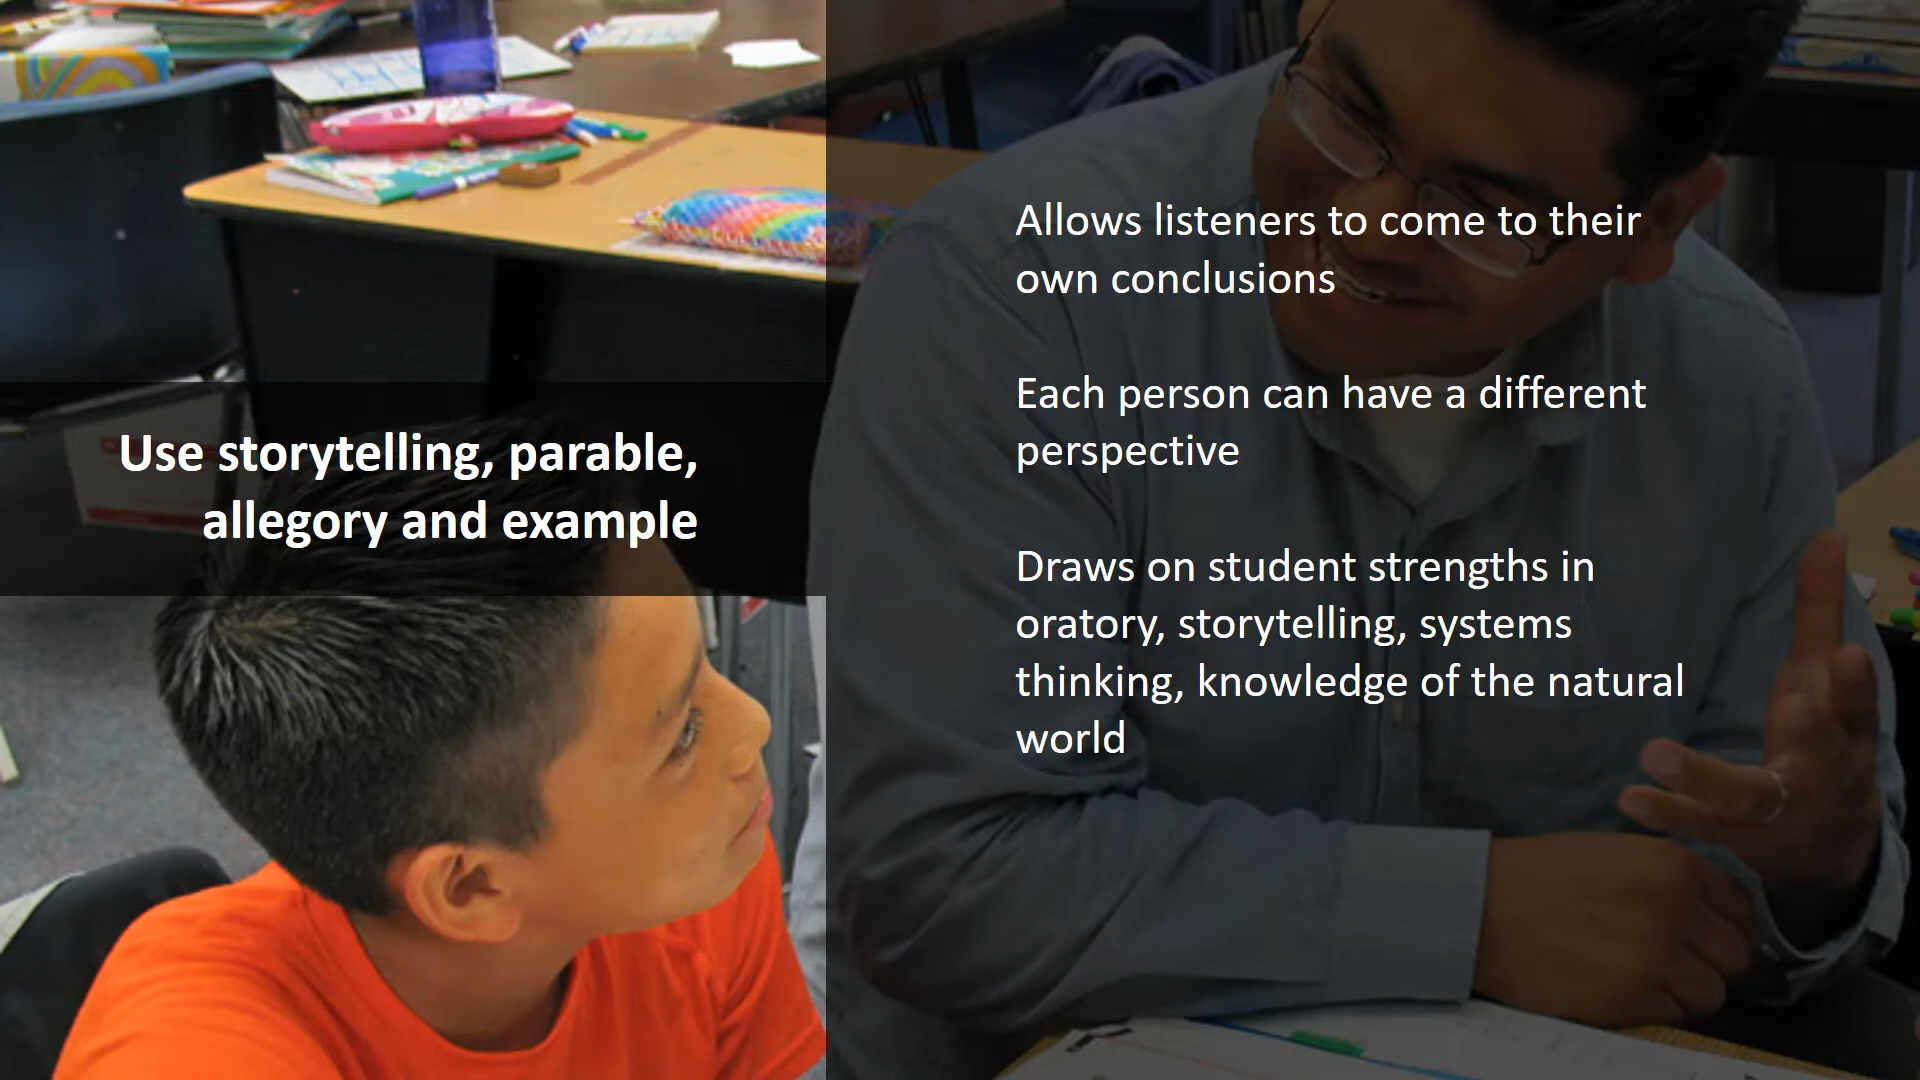 Use storytelling, parable,
allegory and example
Allows listeners to come to their
own conclusions
Each person can have a different
perspective
Draws on student strengths in
oratory, storytelling, systems
thinking, knowledge of the natural
world